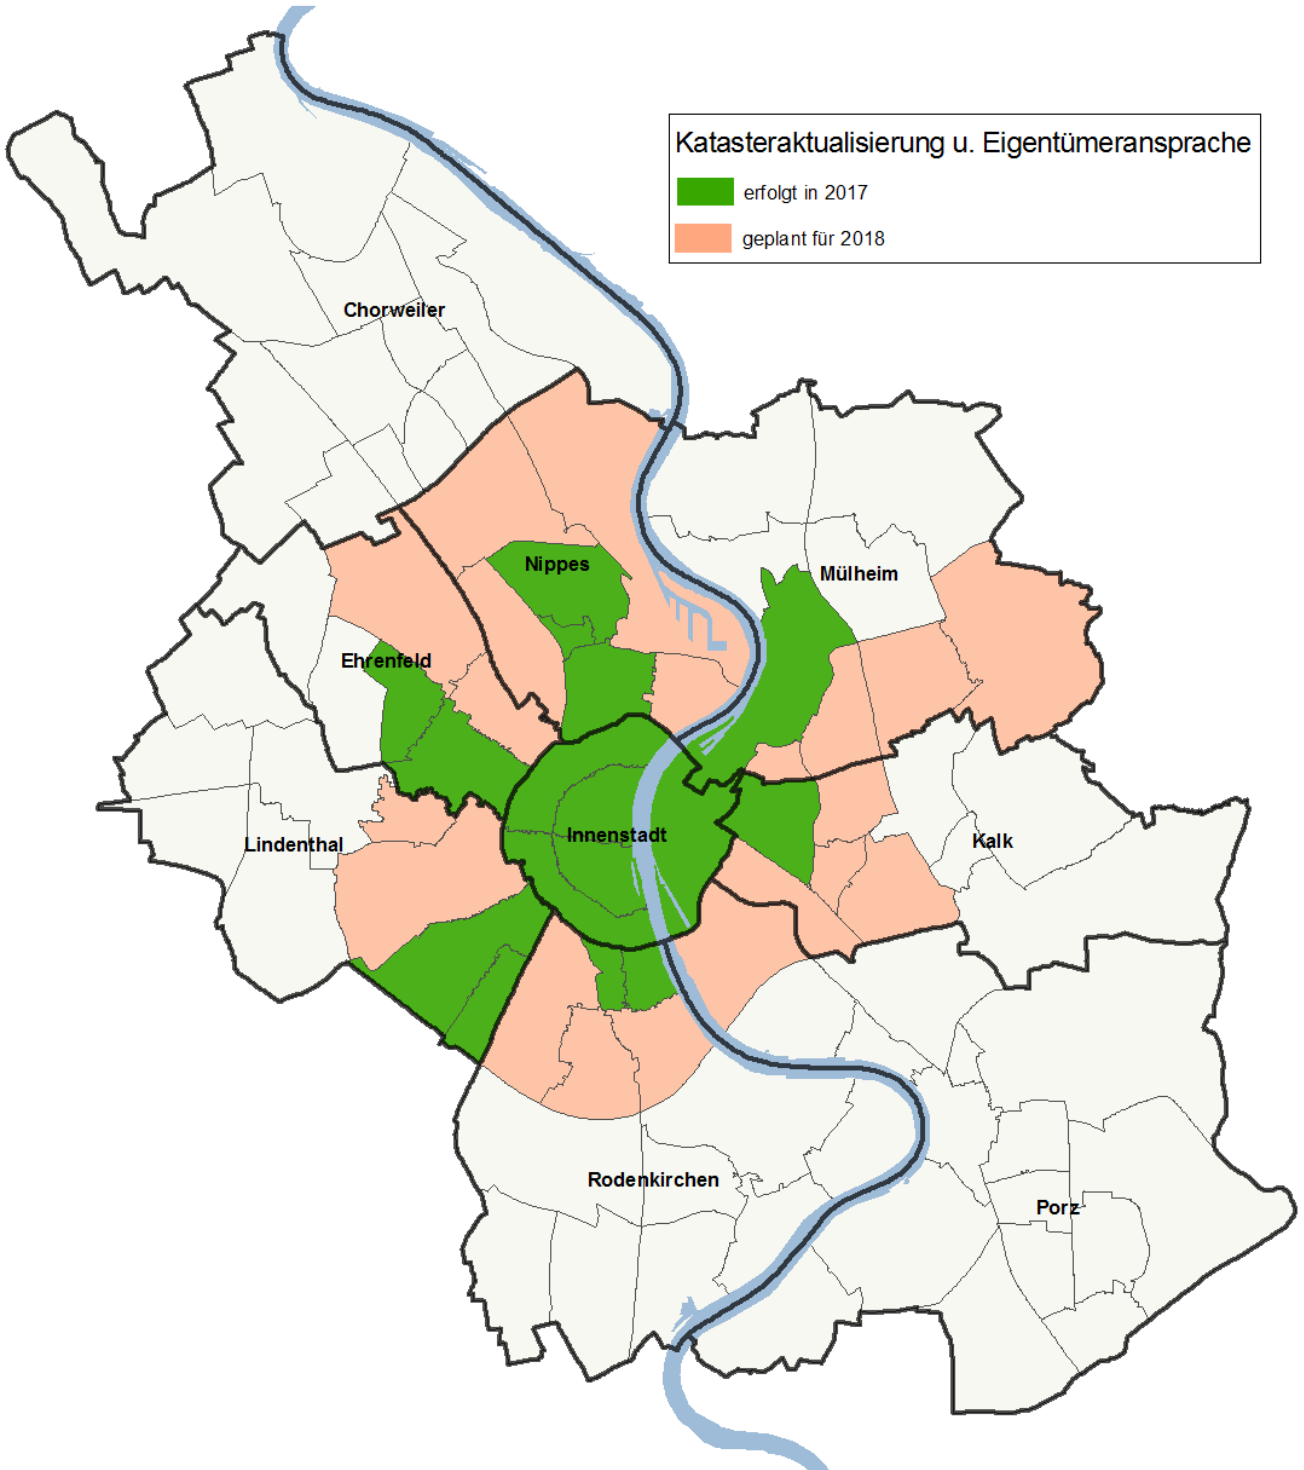 Katasteraktualisierung u. Eigentümeransprache
erfolgt in 2017
geplant für 2018
Chorweiler
Nippes
Mülheim
Ehrenfeld
Innenstadt
Lindenthal
Kalk
Rodenkirchen
Porz